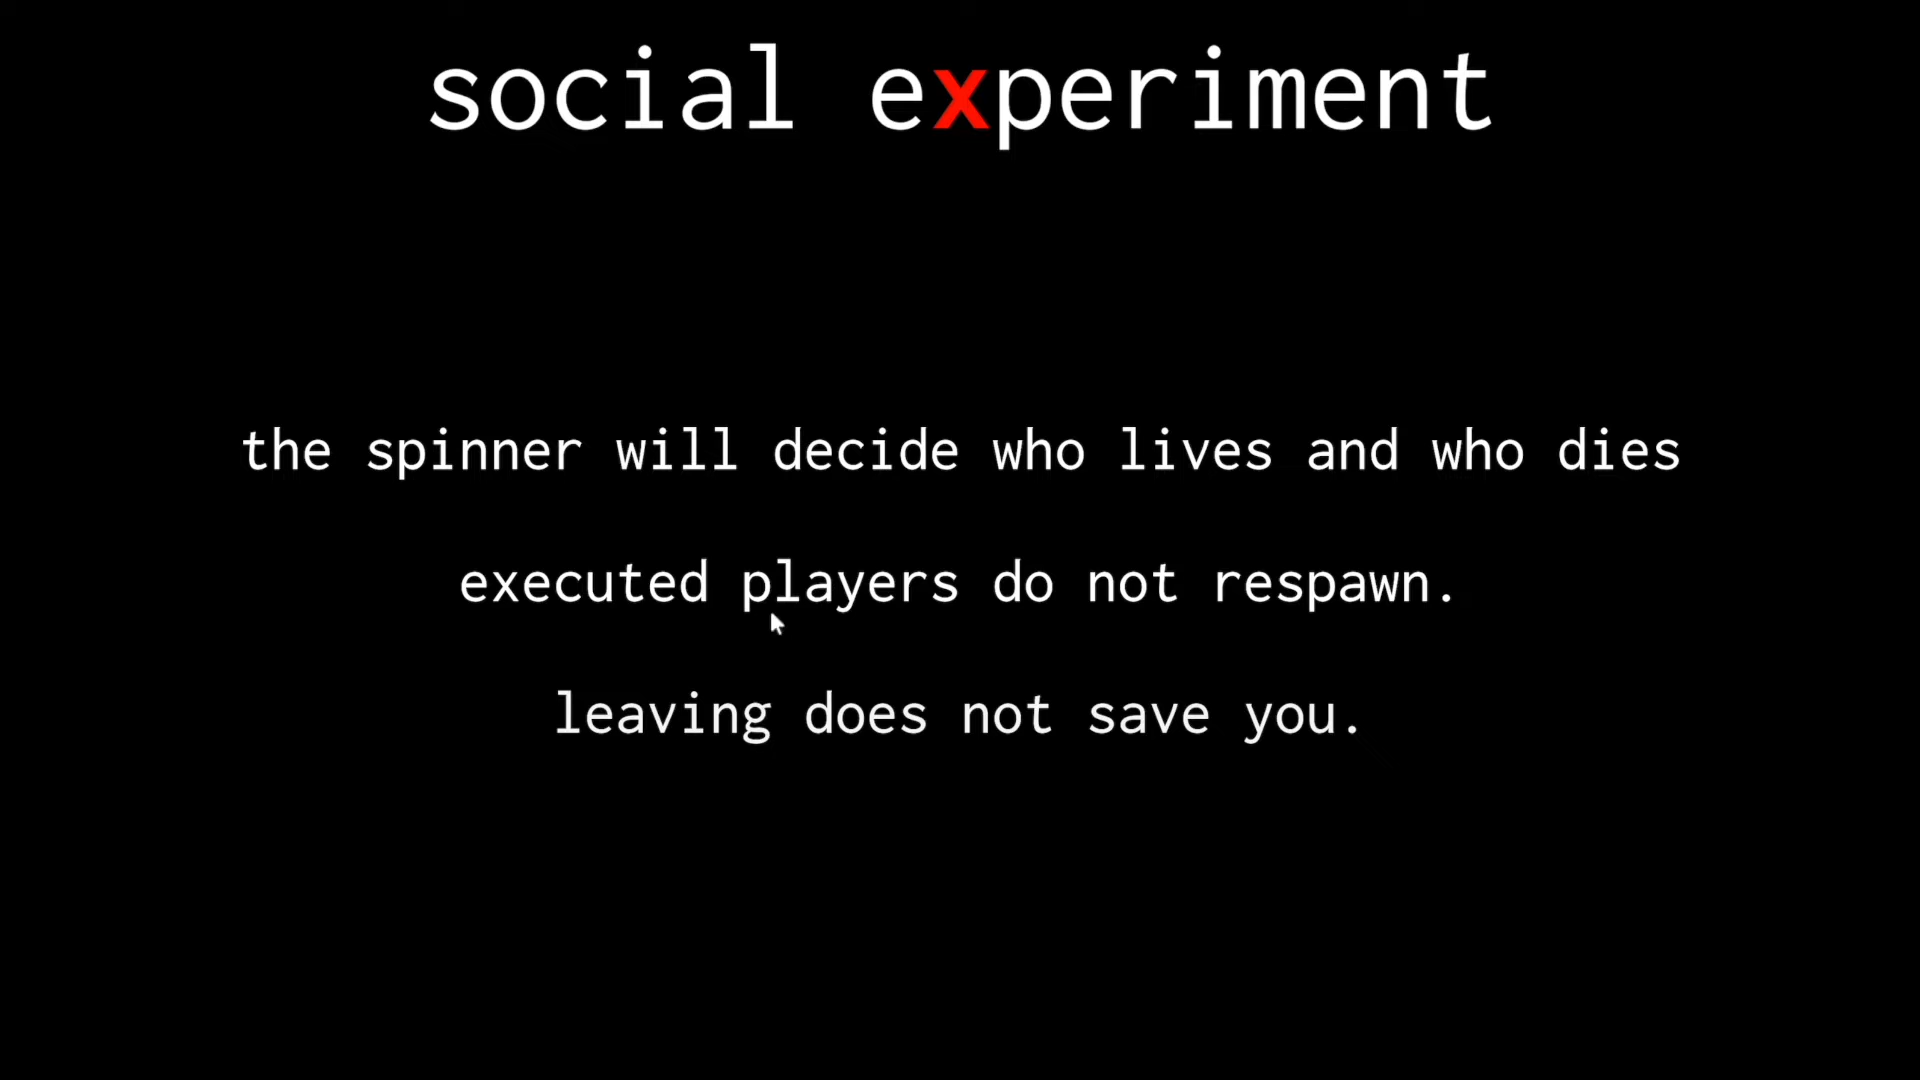 social experiment
the spinner will decide who lives and who dies
executed players do not respawn.
leaving does not save you.